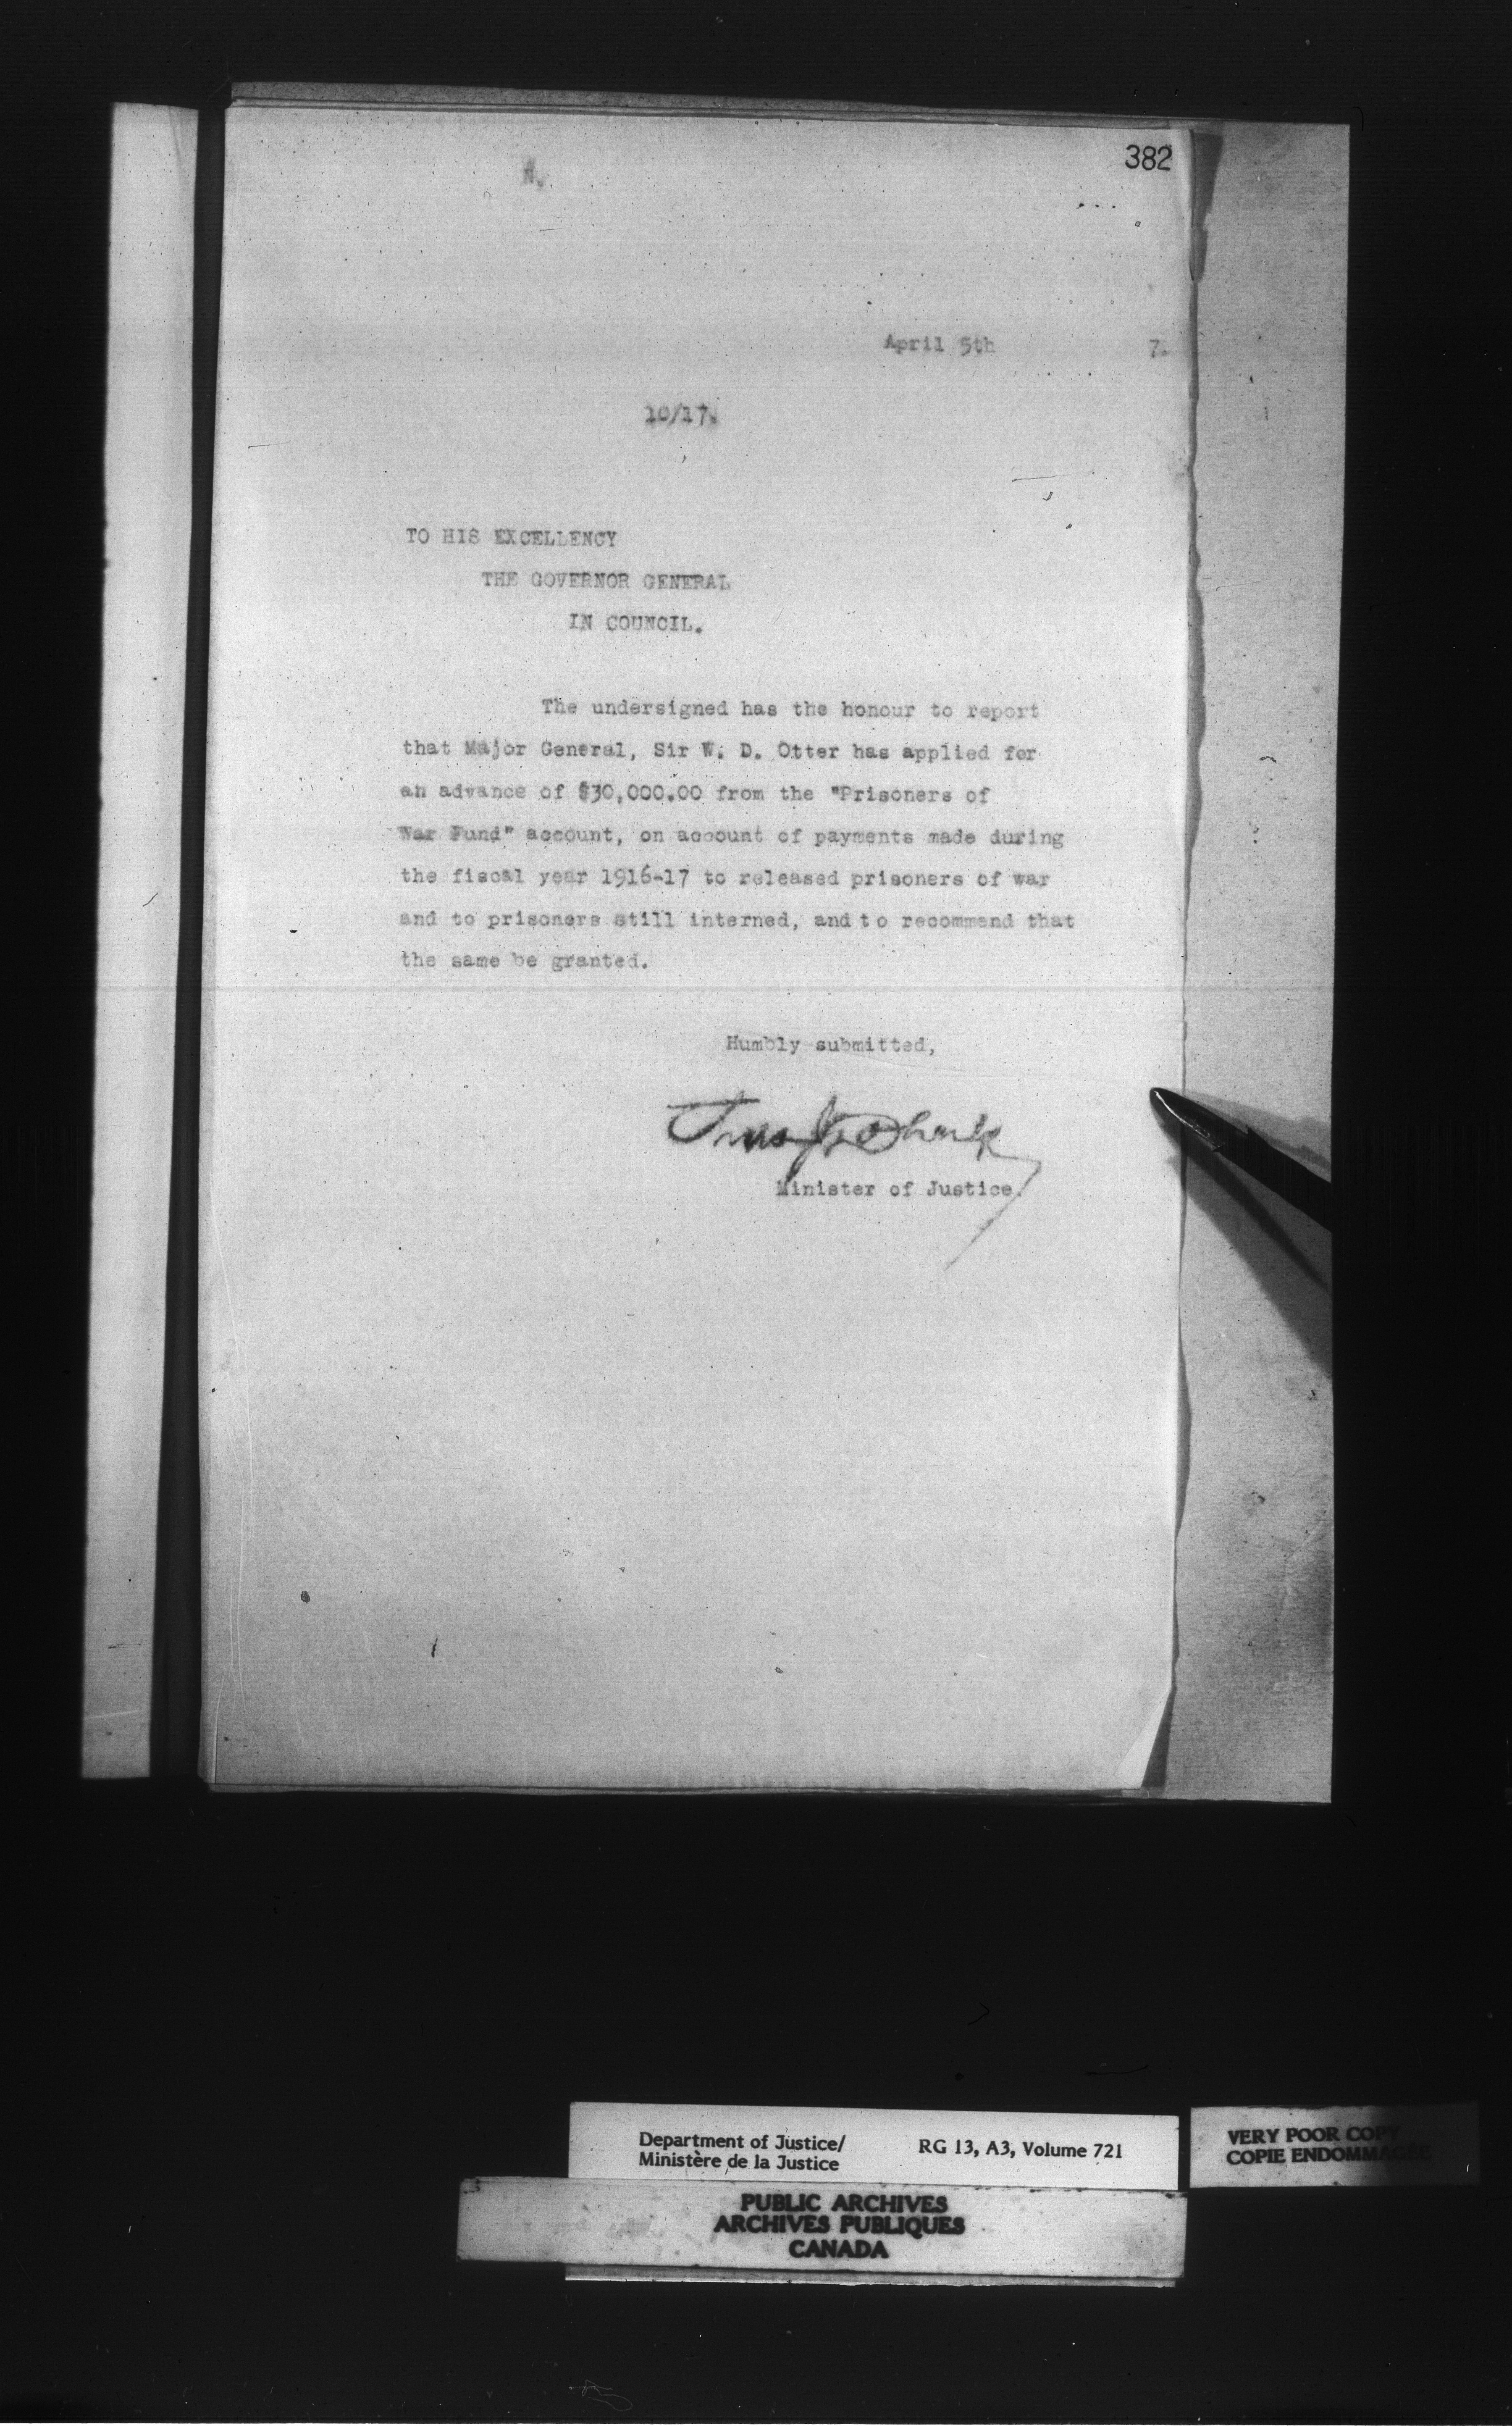 382
N.
April 5th 7.
10/17.
TO HIS EXCELLENCY
THE GOVERNOR GENERAL
IN COUNCIL.
The undersigned has the honour to report
that Major General, Sir W. D. Otter has applied for
an advance of $30,000.00 from the "Prisoners of
War Fund" account, on account of payments made during
the fiscal year 1916-17 to released prisoners of war
and to prisoners still interned, and to recommend that
the same be granted.
Humbly submitted,
Minister of Justice.
Department of Justice/
Ministère de la Justice
RG 13, A3, Volume 721
VERY POOR COPY
COPIE ENDOMMAGÉE
PUBLIC ARCHIVES
ARCHIVES PUBLIQUES
CANADA